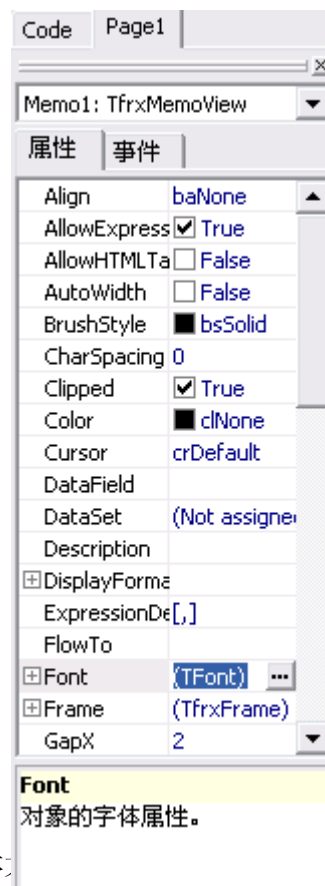 Code Page1
Memo1: TfrxMemoView
属性 事件
Align baNone
AllowExpress True
AllowHTMLTa False
AutoWidth False
BrushStyle bsSolid
CharSpacing 0
Clipped True
Color clNone
Cursor crDefault
DataField
DataSet (Not assigned
Description
DisplayForma
ExpressionDe [,]
FlowTo
Font (TFont) ...
Frame (TfrxFrame)
GapX 2
Font
对象的字体属性。